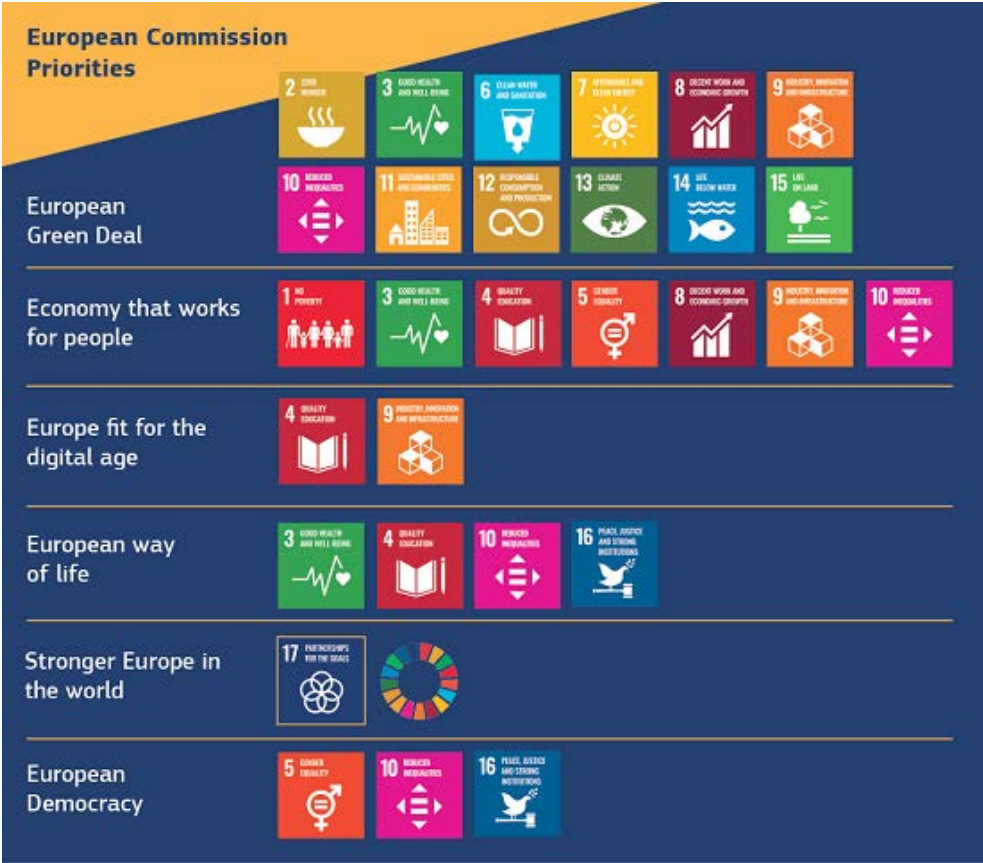 European Commission
Priorities
2 ZERO
HUNGER
3 GOOD HEALTH
AND WELL-BEING
6 CLEAN WATER
AND SANITATION
7 AFFORDABLE AND
CLEAN ENERGY
8 DECENT WORK AND
ECONOMIC GROWTH
9 INDUSTRY, INNOVATION
AND INFRASTRUCTURE
10 REDUCED
INEQUALITIES
11 SUSTAINABLE CITIES
AND COMMUNITIES
12 RESPONSIBLE
CONSUMPTION
AND PRODUCTION
13 CLIMATE
ACTION
14 LIFE
BELOW WATER
15 LIFE
ON LAND
European
Green Deal
1 NO
POVERTY
3 GOOD HEALTH
AND WELL-BEING
4 QUALITY
EDUCATION
5 GENDER
EQUALITY
8 DECENT WORK AND
ECONOMIC GROWTH
9 INDUSTRY, INNOVATION
AND INFRASTRUCTURE
10 REDUCED
INEQUALITIES
Economy that works
for people
4 QUALITY
EDUCATION
9 INDUSTRY, INNOVATION
AND INFRASTRUCTURE
Europe fit for the
digital age
3 GOOD HEALTH
AND WELL-BEING
4 QUALITY
EDUCATION
10 REDUCED
INEQUALITIES
16 PEACE, JUSTICE
AND STRONG
INSTITUTIONS
European way
of life
17 PARTNERSHIPS
FOR THE GOALS
Stronger Europe in
the world
5 GENDER
EQUALITY
10 REDUCED
INEQUALITIES
16 PEACE, JUSTICE
AND STRONG
INSTITUTIONS
European
Democracy